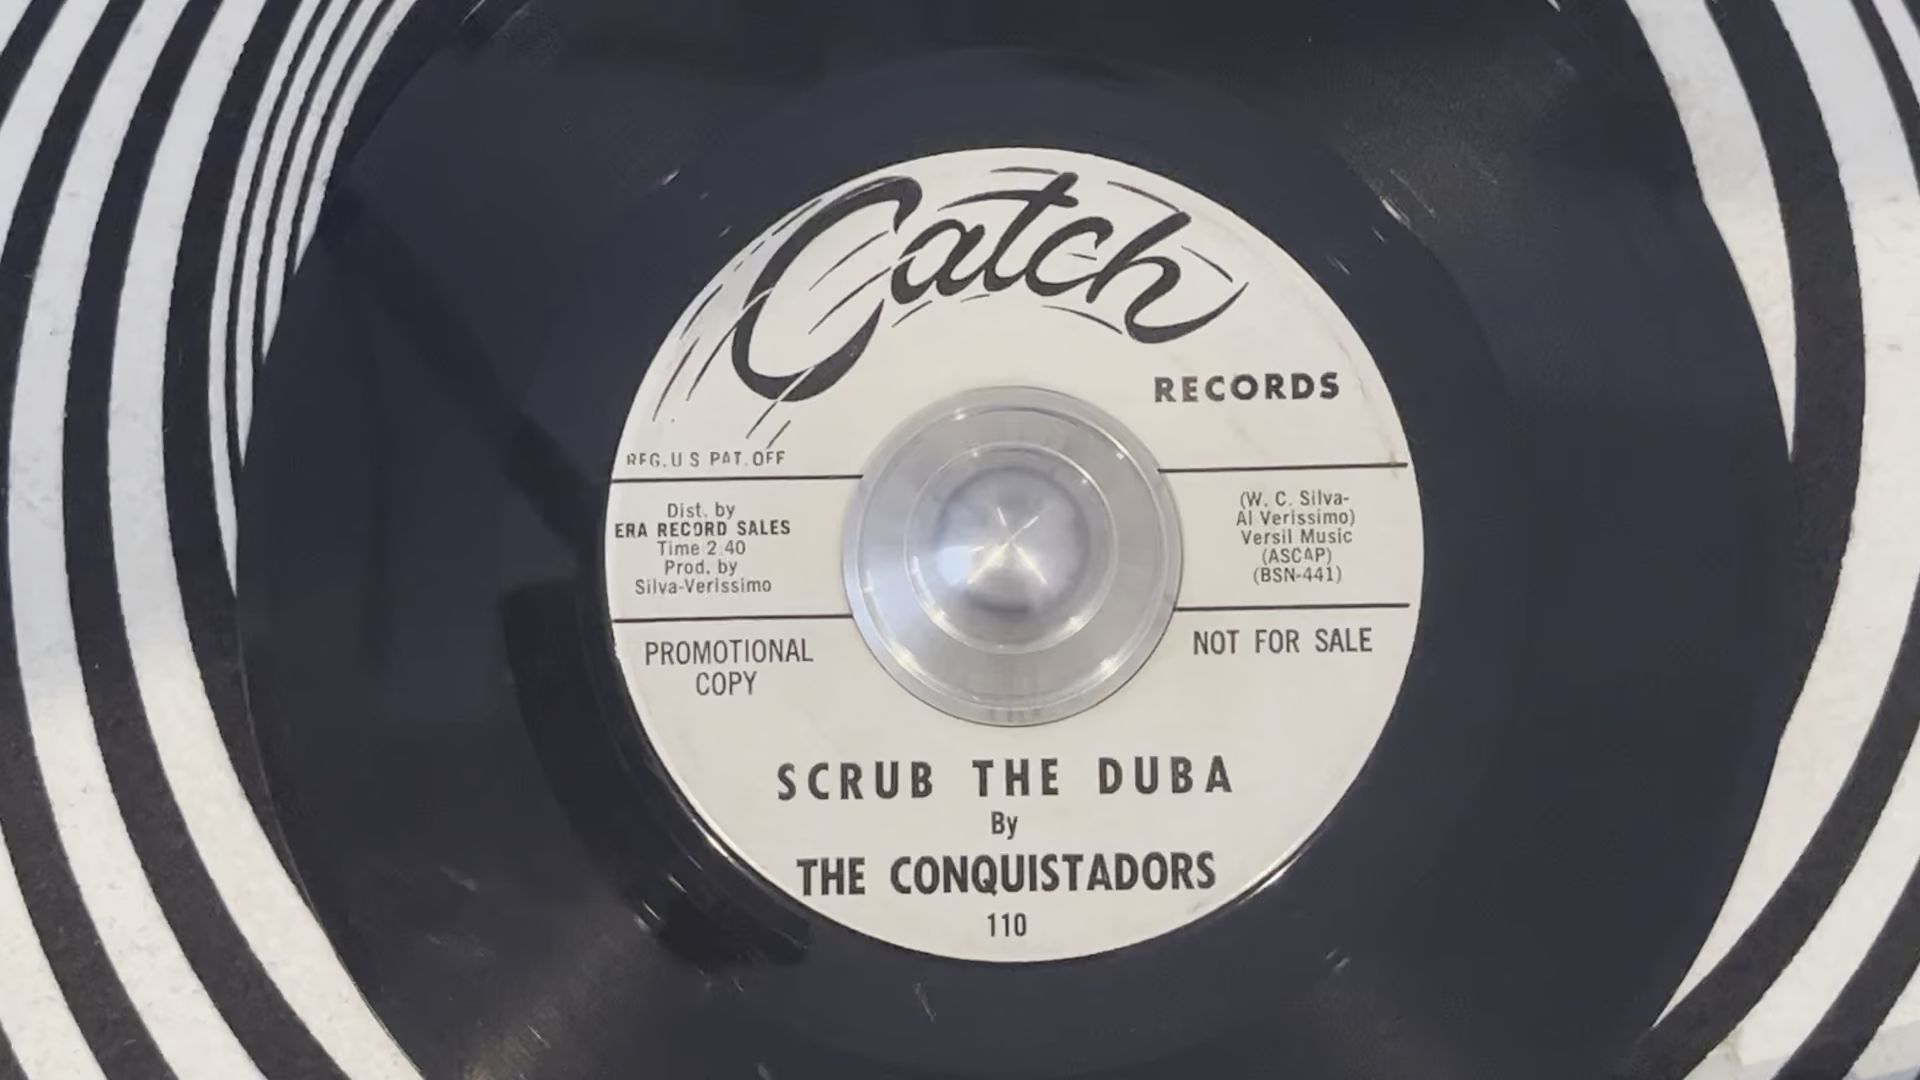 Catch
RECORDS
REG. U S PAT. OFF
Dist. by
ERA RECORD SALES
Time 2:40
Prod. by
Silva-Verissimo
(W. C. Silva-
Al Verissimo)
Versil Music
(ASCAP)
(BSN-441)
PROMOTIONAL
COPY
NOT FOR SALE
SCRUB THE DUBA
By
THE CONQUISTADORS
110